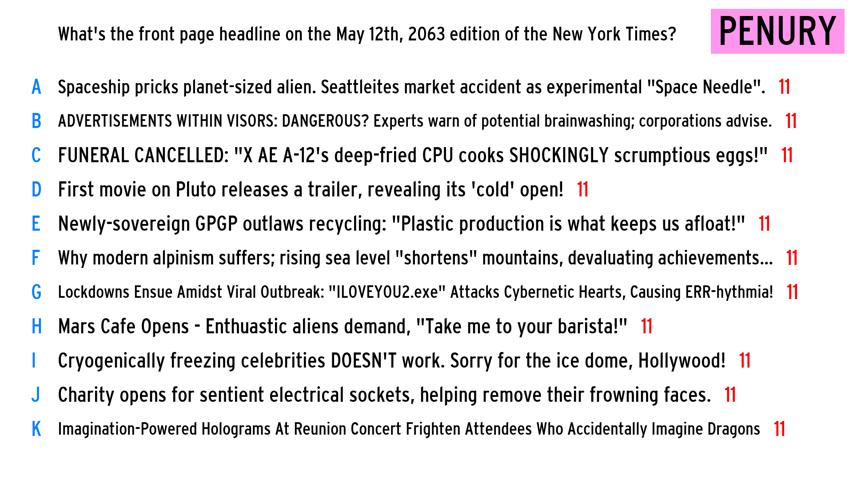 What's the front page headline on the May 12th, 2063 edition of the New York Times? PENURY
A Spaceship pricks planet-sized alien. Seattleites market accident as experimental "Space Needle". 11
B ADVERTISEMENTS WITHIN VISORS: DANGEROUS? Experts warn of potential brainwashing; corporations advise. 11
C FUNERAL CANCELLED: "X AE A-12's deep-fried CPU cooks SHOCKINGLY scrumptious eggs!" 11
D First movie on Pluto releases a trailer, revealing its 'cold' open! 11
E Newly-sovereign GPGP outlaws recycling: "Plastic production is what keeps us afloat!" 11
F Why modern alpinism suffers; rising sea level "shortens" mountains, devaluating achievements... 11
G Lockdowns Ensue Amidst Viral Outbreak: "ILOVEYOU2.exe" Attacks Cybernetic Hearts, Causing ERR-hythmia! 11
H Mars Cafe Opens - Enthuastic aliens demand, "Take me to your barista!" 11
I Cryogenically freezing celebrities DOESN'T work. Sorry for the ice dome, Hollywood! 11
J Charity opens for sentient electrical sockets, helping remove their frowning faces. 11
K Imagination-Powered Holograms At Reunion Concert Frighten Attendees Who Accidentally Imagine Dragons 11